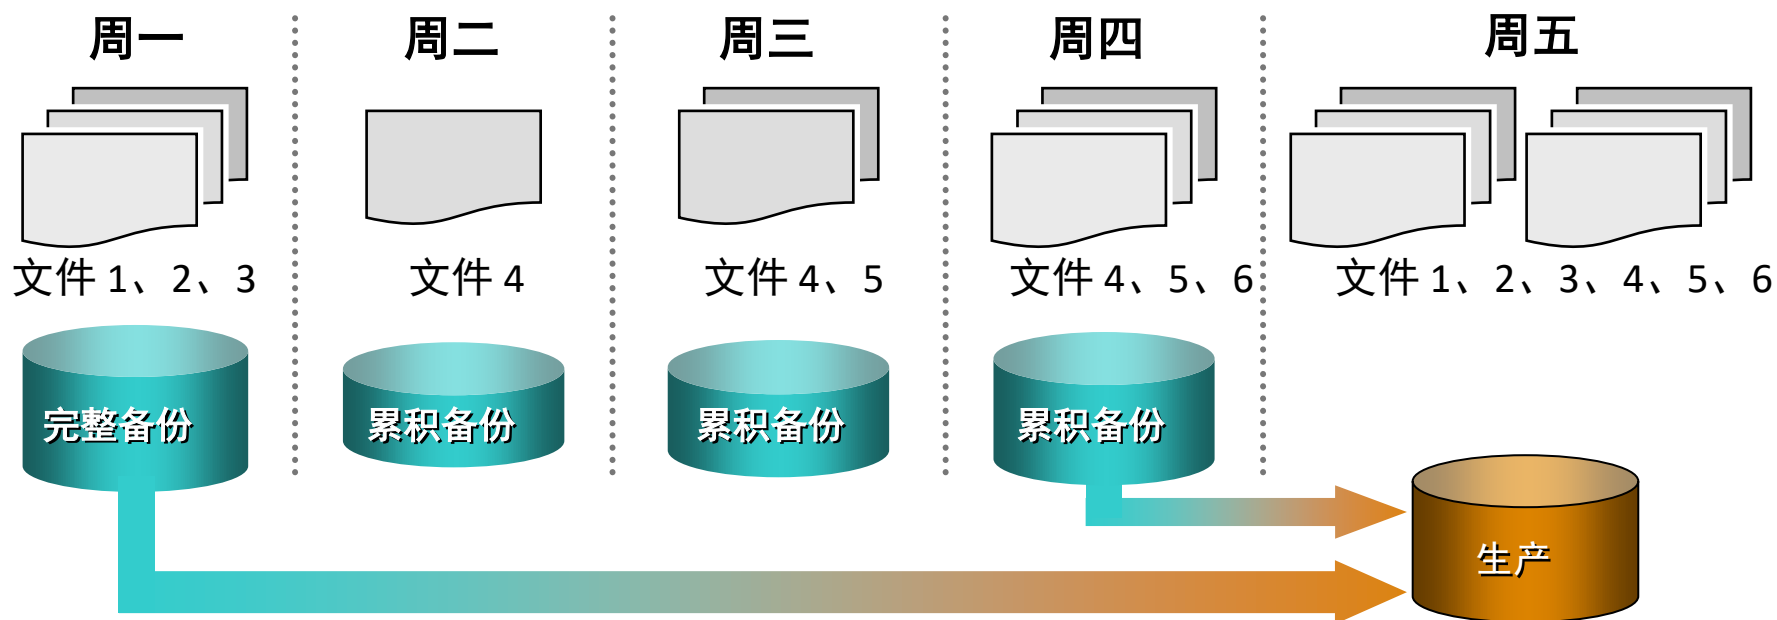 周一
周二
周三
周四
周五
文件 1、2、3
文件 4
文件 4、5
文件 4、5、6
文件 1、2、3、4、5、6
完整备份
累积备份
累积备份
累积备份
生产